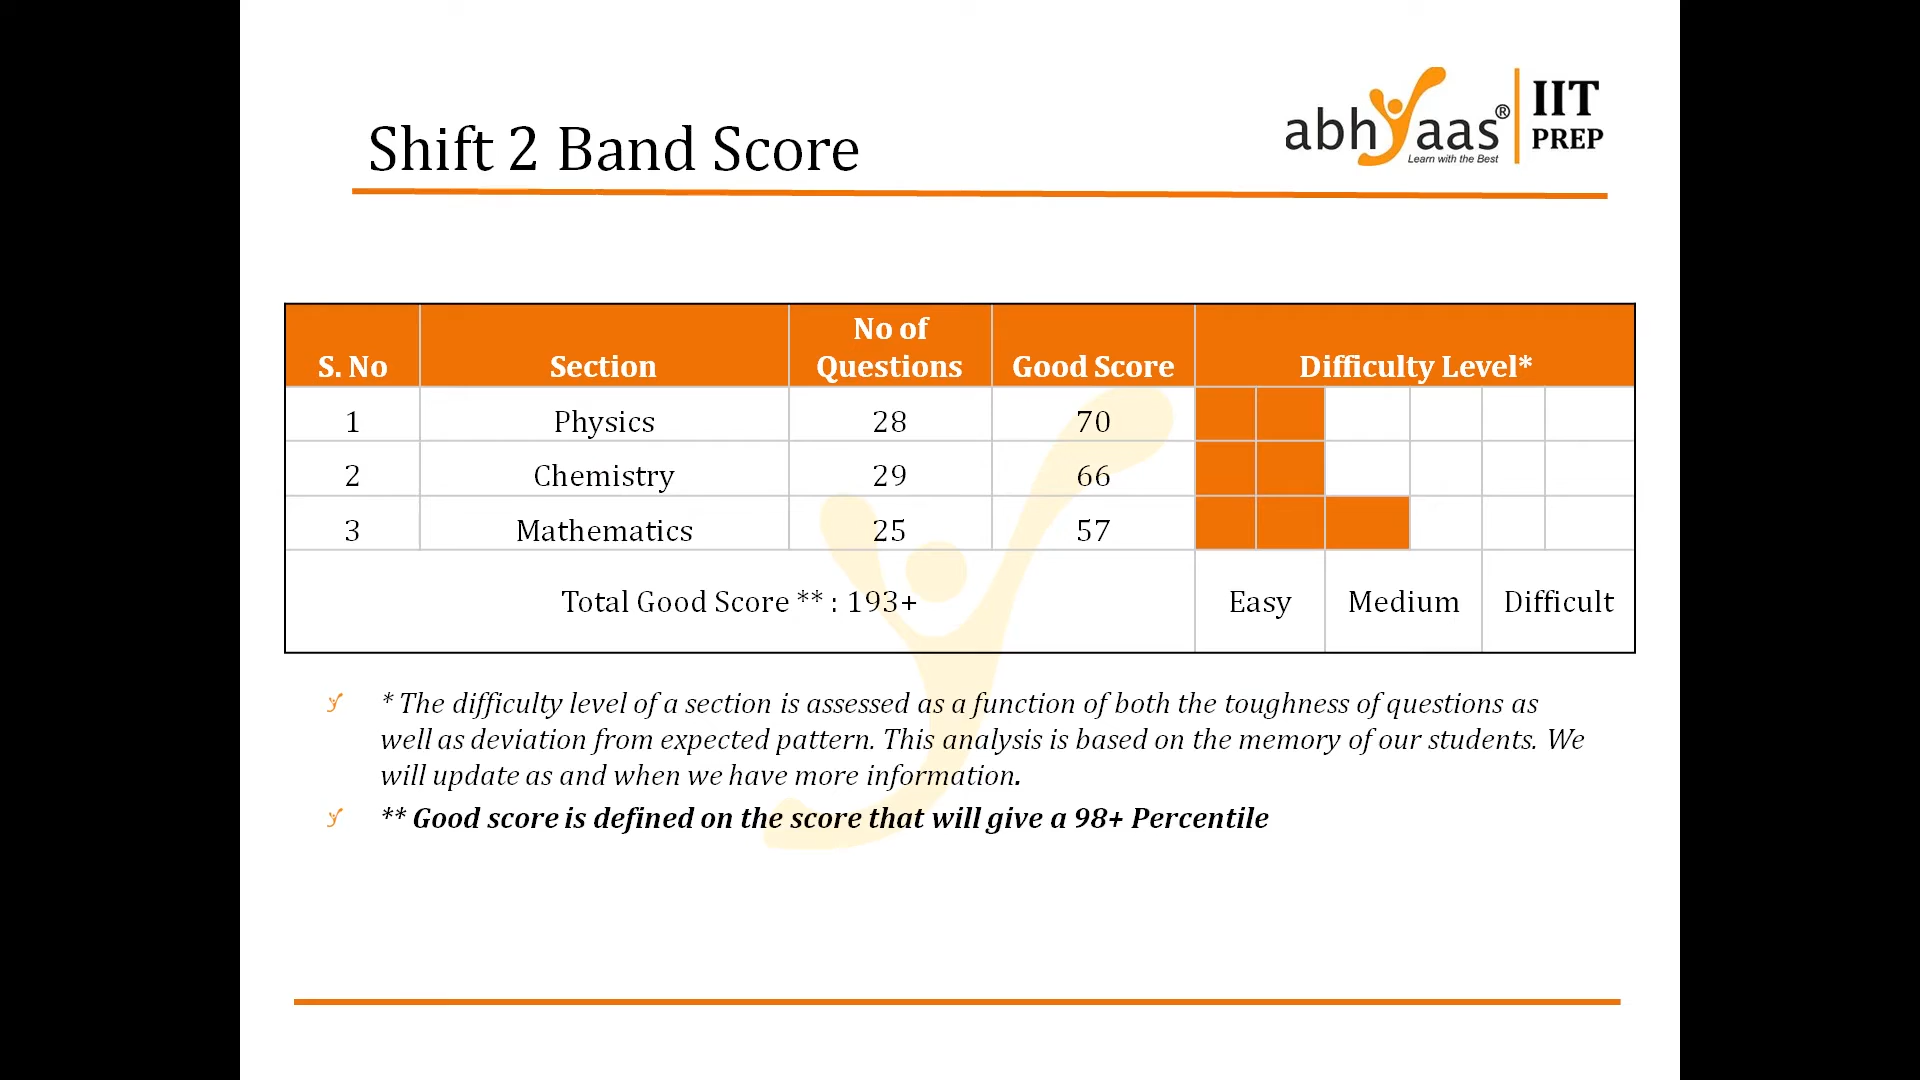 abhyaas®
Learn with the Best
IIT
PREP
Shift 2 Band Score
S. No Section No of Questions Good Score Difficulty Level*
1 Physics 28 70
2 Chemistry 29 66
3 Mathematics 25 57
Total Good Score ** : 193+ Easy Medium Difficult
* The difficulty level of a section is assessed as a function of both the toughness of questions as
well as deviation from expected pattern. This analysis is based on the memory of our students. We
will update as and when we have more information.
** Good score is defined on the score that will give a 98+ Percentile